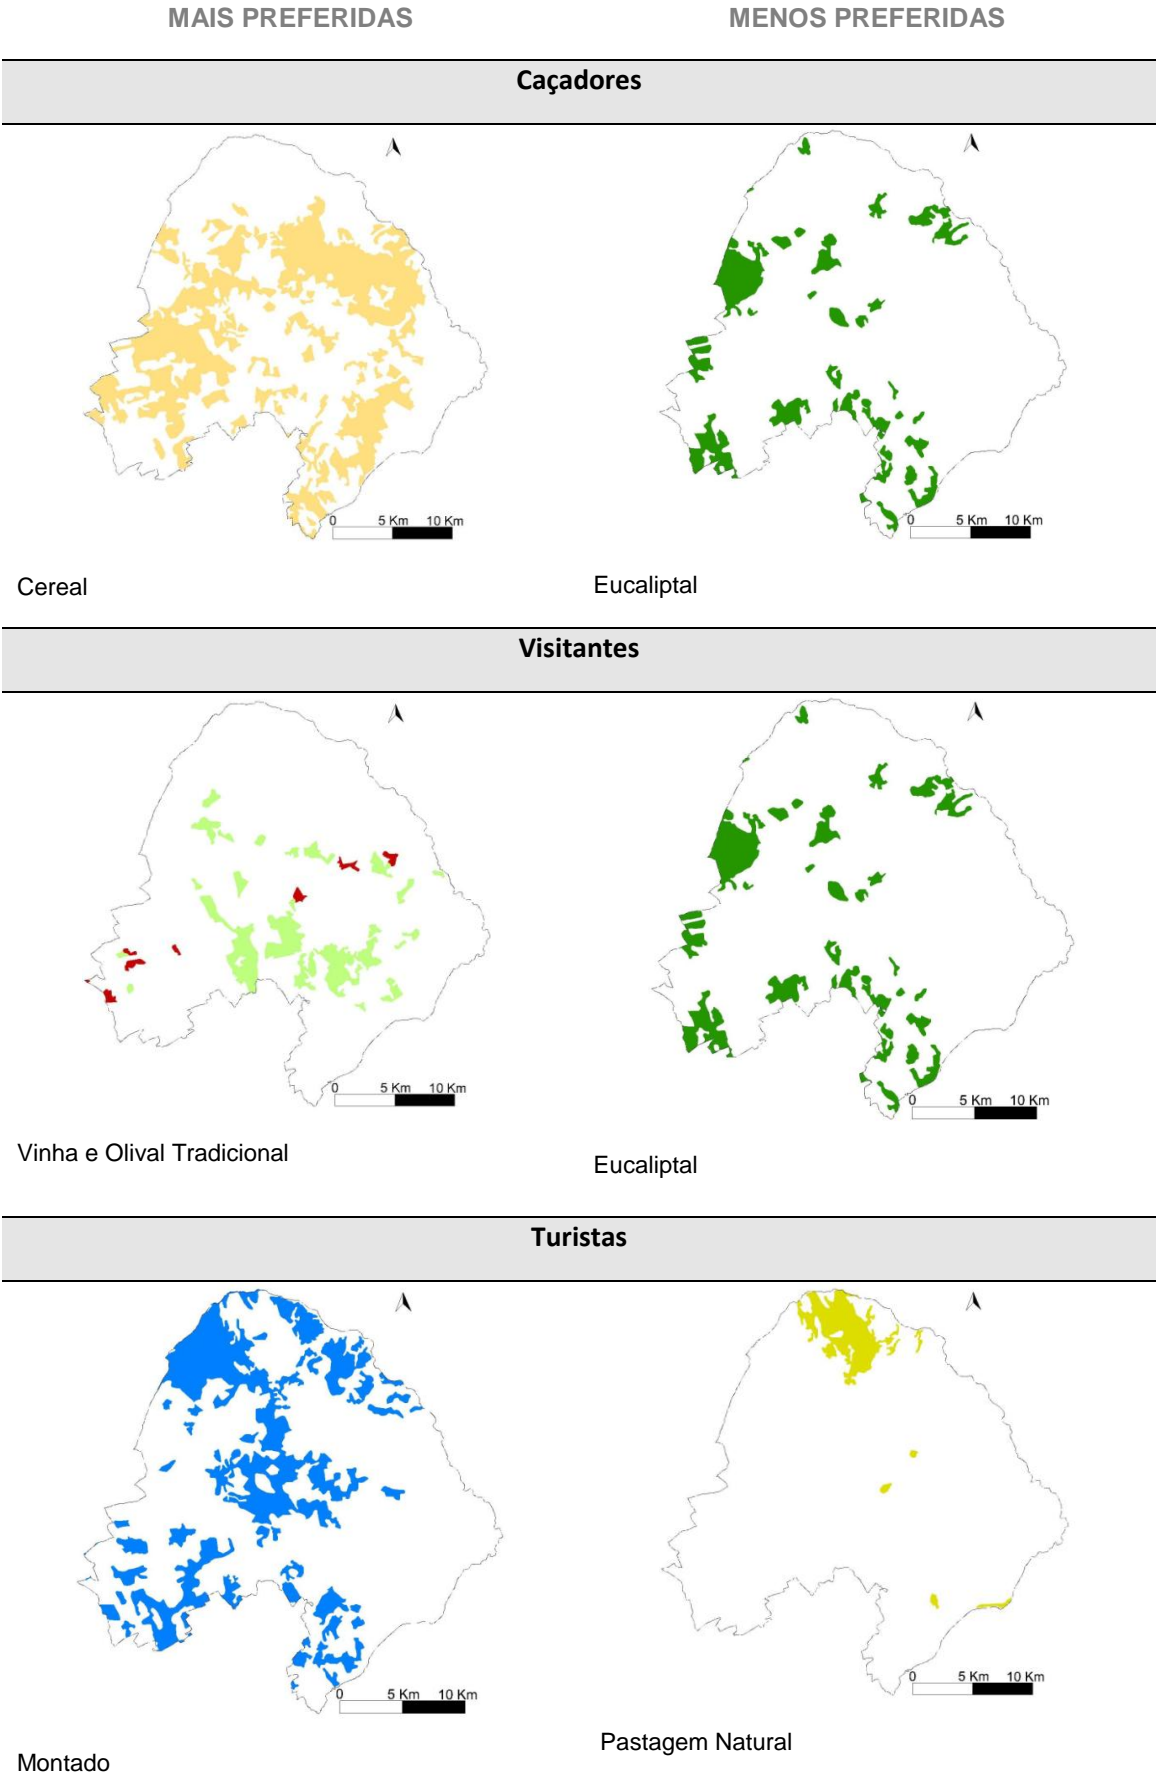 MAIS PREFERIDAS MENOS PREFERIDAS
Caçadores
0 5 Km 10 Km
0 5 Km 10 Km
Cereal
Eucaliptal
Visitantes
0 5 Km 10 Km
0 5 Km 10 Km
Vinha e Olival Tradicional
Eucaliptal
Turistas
0 5 Km 10 Km
0 5 Km 10 Km
Montado
Pastagem Natural